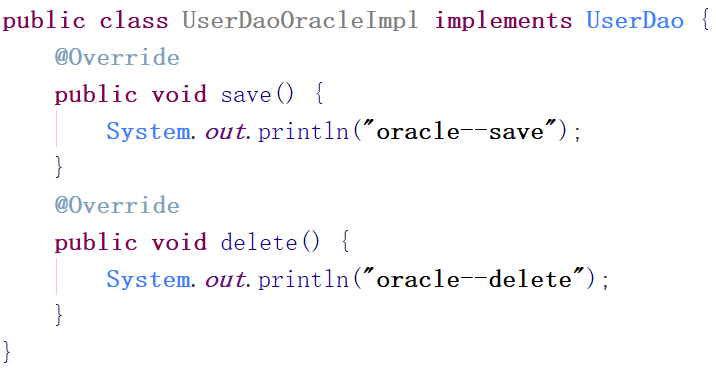 public class UserDaoOracleImpl implements UserDao {
    @Override
    public void save() {
        System.out.println("oracle--save");
    }
    @Override
    public void delete() {
        System.out.println("oracle--delete");
    }
}